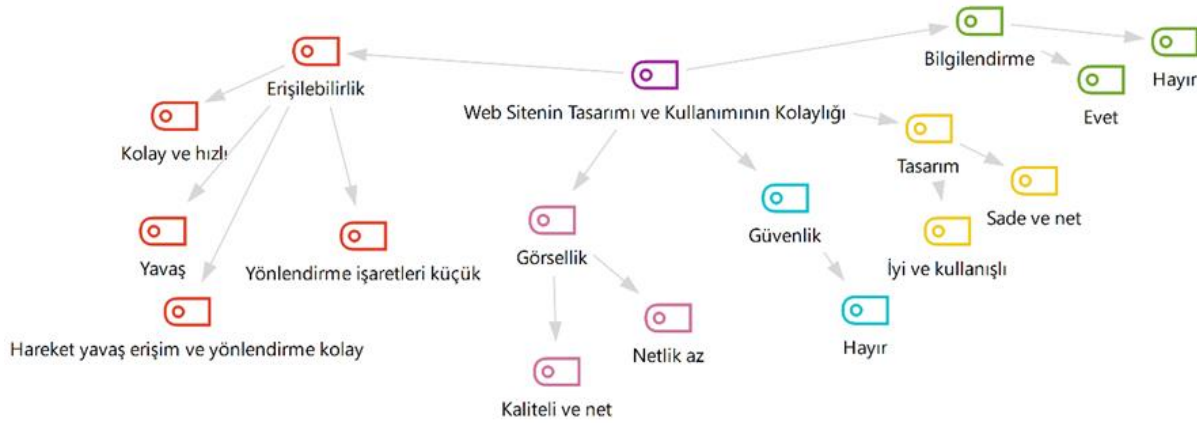 Bilgilendirme
Hayır
Evet
Erişilebilirlik
Web Sitenin Tasarımı ve Kullanımının Kolaylığı
Kolay ve hızlı
Tasarım
Sade ve net
Yavaş
Yönlendirme işaretleri küçük
Görsellik
Güvenlik
İyi ve kullanışlı
Hareket yavaş erişim ve yönlendirme kolay
Netlik az
Hayır
Kaliteli ve net